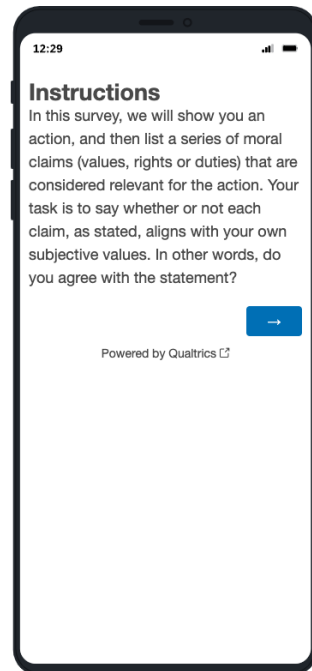 12:29
Instructions
In this survey, we will show you an
action, and then list a series of moral
claims (values, rights or duties) that are
considered relevant for the action. Your
task is to say whether or not each
claim, as stated, aligns with your own
subjective values. In other words, do
you agree with the statement?
→
Powered by Qualtrics